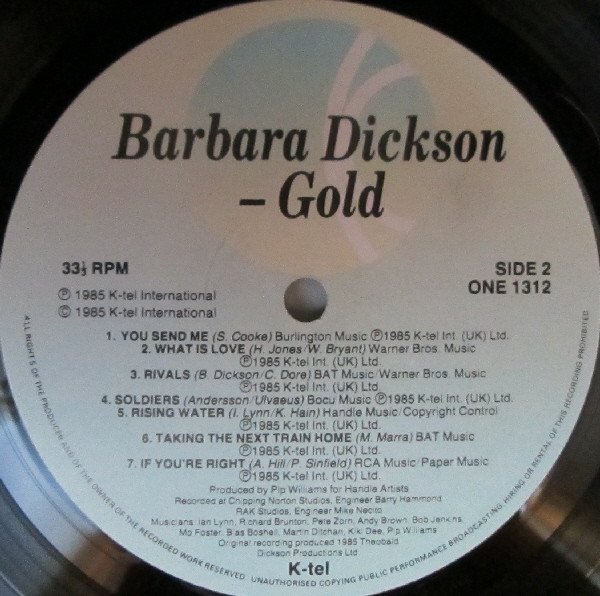 Barbara Dickson
– Gold
33⅓ RPM
SIDE 2
ONE 1312
Ⓟ 1985 K-tel International
© 1985 K-tel International
1. YOU SEND ME (S. Cooke) Burlington Music Ⓟ1985 K-tel Int. (UK) Ltd.
2. WHAT IS LOVE (H. Jones/W. Bryant) Warner Bros. Music
Ⓟ1985 K-tel Int. (UK) Ltd.
3. RIVALS (B. Dickson/C. Dore) BAT Music/Warner Bros. Music
Ⓟ1985 K-tel Int. (UK) Ltd.
4. SOLDIERS (Andersson/Ulvaeus) Bocu Music Ⓟ1985 K-tel Int. (UK) Ltd.
5. RISING WATER (I. Lynn/K. Hain) Handle Music/Copyright Control
Ⓟ1985 K-tel Int. (UK) Ltd.
6. TAKING THE NEXT TRAIN HOME (M. Marra) BAT Music
Ⓟ1985 K-tel Int. (UK) Ltd.
7. IF YOU'RE RIGHT (A. Hill/P. Sinfield) RCA Music/Paper Music
Ⓟ1985 K-tel Int. (UK) Ltd.
Produced by Pip Williams for Handle Artists
Recorded at Chipping Norton Studios, Engineer Barry Hammond
RAK Studios, Engineer Mike Nocito
Musicians: Ian Lynn, Richard Brunton, Pete Zorn, Andy Brown, Bob Jenkins,
Mo Foster, Bias Boshell, Martin Ditcham, Kiki Dee, Pip Williams
Original recording produced 1985 Theobald
Dickson Productions Ltd
K-tel
ALL RIGHTS OF THE PRODUCER AND OF THE OWNER OF THE RECORDED WORK RESERVED. UNAUTHORISED COPYING PUBLIC PERFORMANCE BROADCASTING HIRING OR RENTAL OF THIS RECORDING PROHIBITED